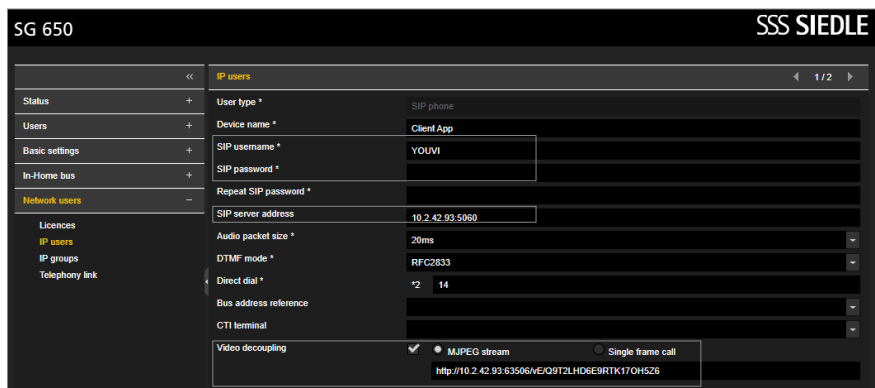 SG 650
SSS SIEDLE
«
IP users
1 / 2
Status +
User type *
SIP phone
Device name *
Client App
Users +
SIP username *
YOUVI
Basic settings +
SIP password *
In-Home bus +
Repeat SIP password *
Network users −
SIP server address
10.2.42.93:5060
Licences
Audio packet size *
20ms
IP users
DTMF mode *
RFC2833
IP groups
Direct dial *
*2 14
Telephony link
Bus address reference
CTI terminal
Video decoupling
MJPEG stream
Single frame call
http://10.2.42.93:63506/vE/Q9T2LHD6E9RTK17OH5Z6